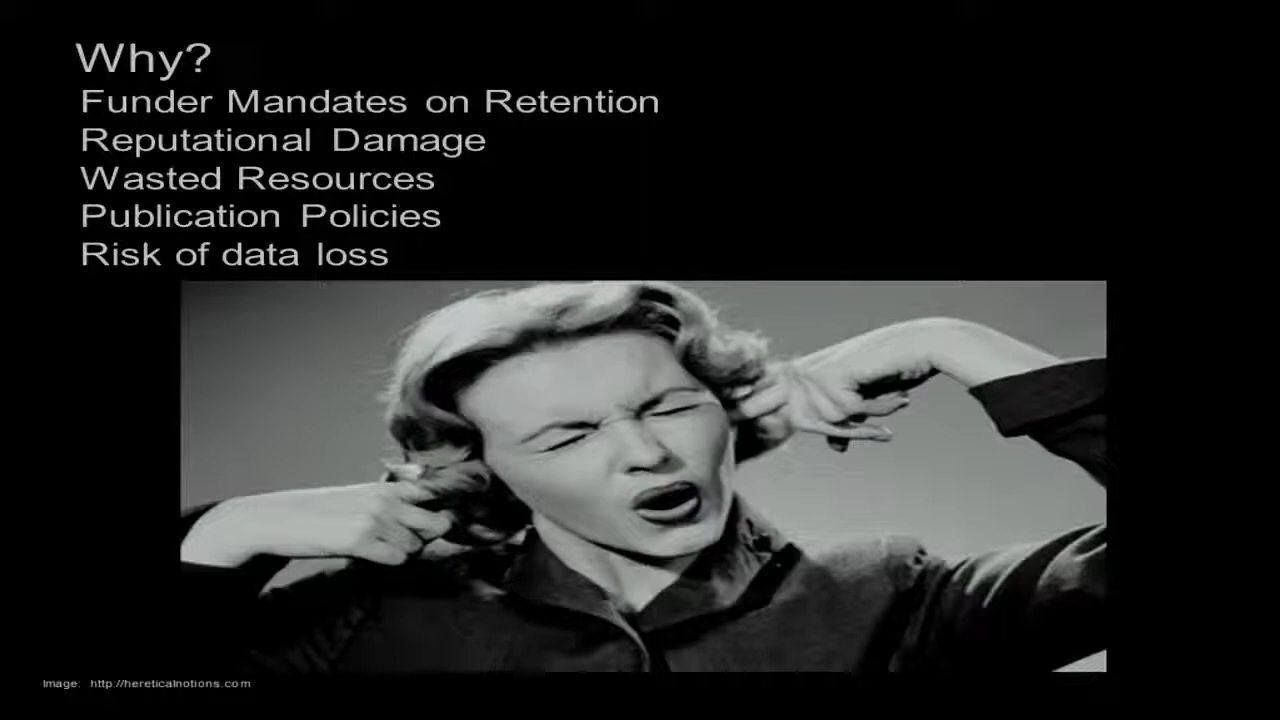 Why?
Funder Mandates on Retention
Reputational Damage
Wasted Resources
Publication Policies
Risk of data loss
Image: http://hereticalnotions.com